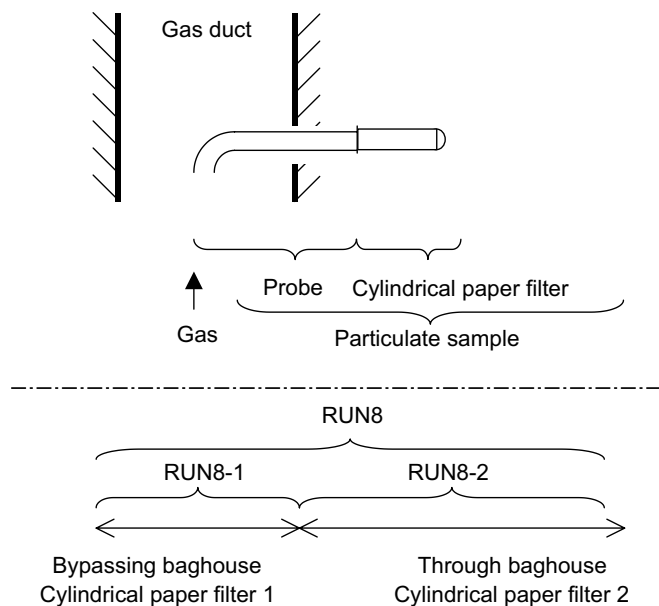 Gas duct
Probe
Cylindrical paper filter
Gas
Particulate sample
RUN8
RUN8-1
RUN8-2
Bypassing baghouse
Cylindrical paper filter 1
Through baghouse
Cylindrical paper filter 2